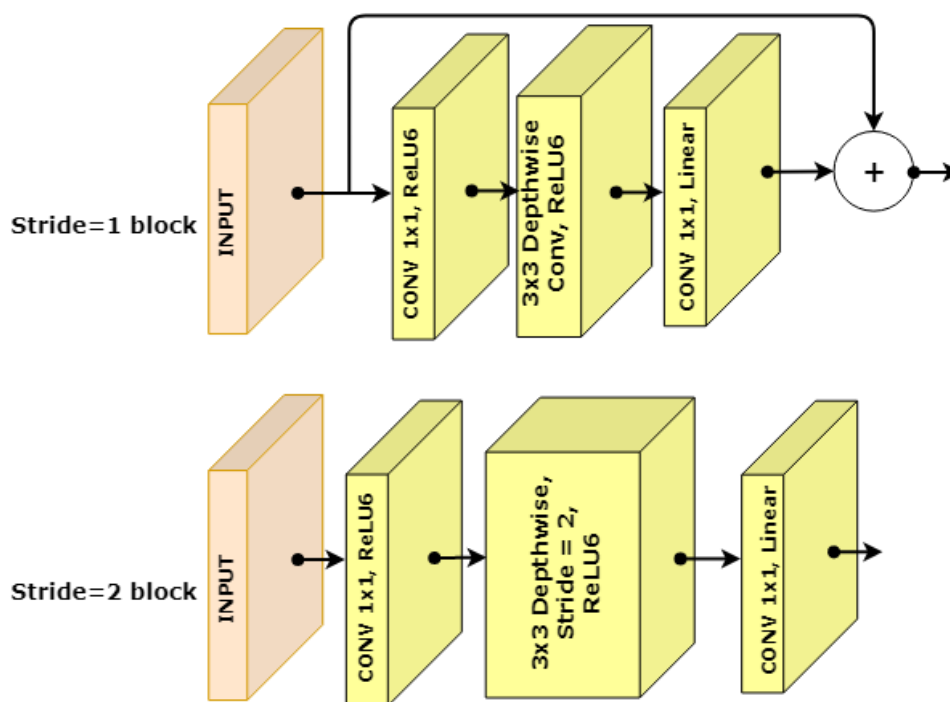 Stride=1 block
INPUT
CONV 1x1, ReLU6
3x3 Depthwise
Conv, ReLU6
CONV 1x1, Linear
+
Stride=2 block
INPUT
CONV 1x1, ReLU6
3x3 Depthwise,
Stride = 2,
ReLU6
CONV 1x1, Linear